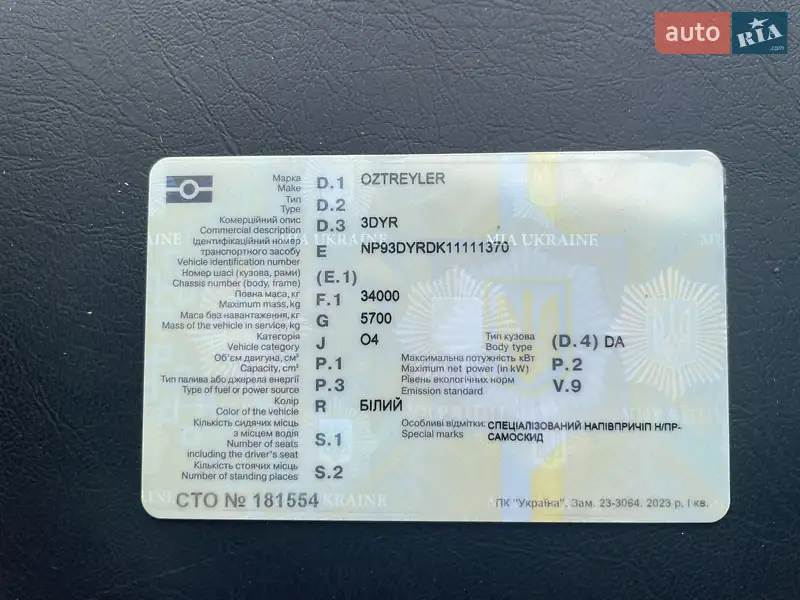 auto RIA .com
Марка
Make D.1 OZTREYLER
Тип
Type D.2
Комерційний опис
Commercial description D.3 3DYR
Ідентифікаційний номер
транспортного засобу
Vehicle identification number E NP93DYRDK11111370
Номер шасі (кузова, рами)
Chassis number (body, frame) (E.1)
Повна маса, кг
Maximum mass, kg F.1 34000
Маса без навантаження, кг
Mass of the vehicle in service, kg G 5700
Категорія
Vehicle category J O4
Тип кузова
Body type (D.4) DA
Об'єм двигуна, см³
Capacity, cm³ P.1
Максимальна потужність кВт
Maximum net power (in kW) P.2
Тип палива або джерела енергії
Type of fuel or power source P.3
Рівень екологічних норм
Emission standard V.9
Колір
Color of the vehicle R БІЛИЙ
Кількість сидячих місць
з місцем водія
Number of seats
including the driver's seat S.1
Особливі відмітки: СПЕЦІАЛІЗОВАНИЙ НАПІВПРИЧІП Н/ПР-
Special marks САМОСКИД
Кількість стоячих місць
Number of standing places S.2
СТО № 181554
ПК "Україна", Зам. 23-3064. 2023 р. І кв.
MIA UKRAINE